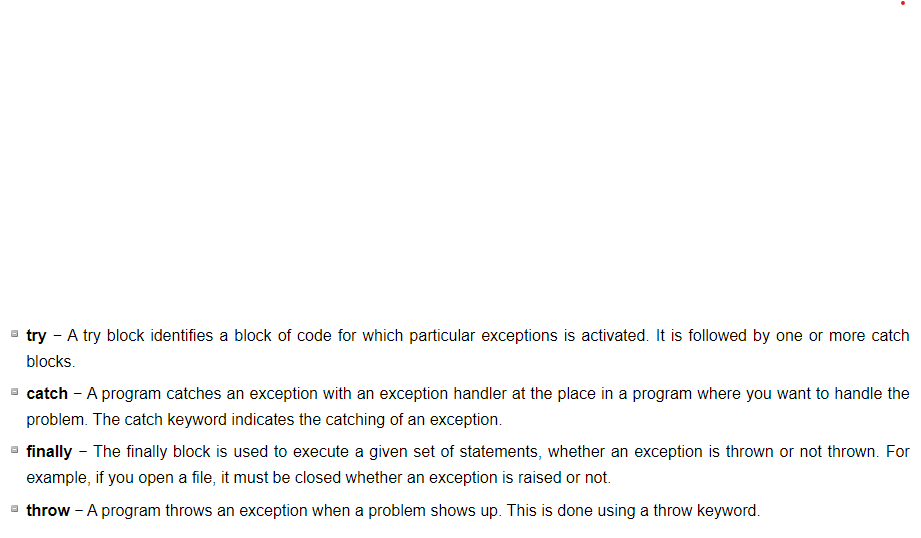 try – A try block identifies a block of code for which particular exceptions is activated. It is followed by one or more catch
blocks.
catch – A program catches an exception with an exception handler at the place in a program where you want to handle the
problem. The catch keyword indicates the catching of an exception.
finally – The finally block is used to execute a given set of statements, whether an exception is thrown or not thrown. For
example, if you open a file, it must be closed whether an exception is raised or not.
throw – A program throws an exception when a problem shows up. This is done using a throw keyword.